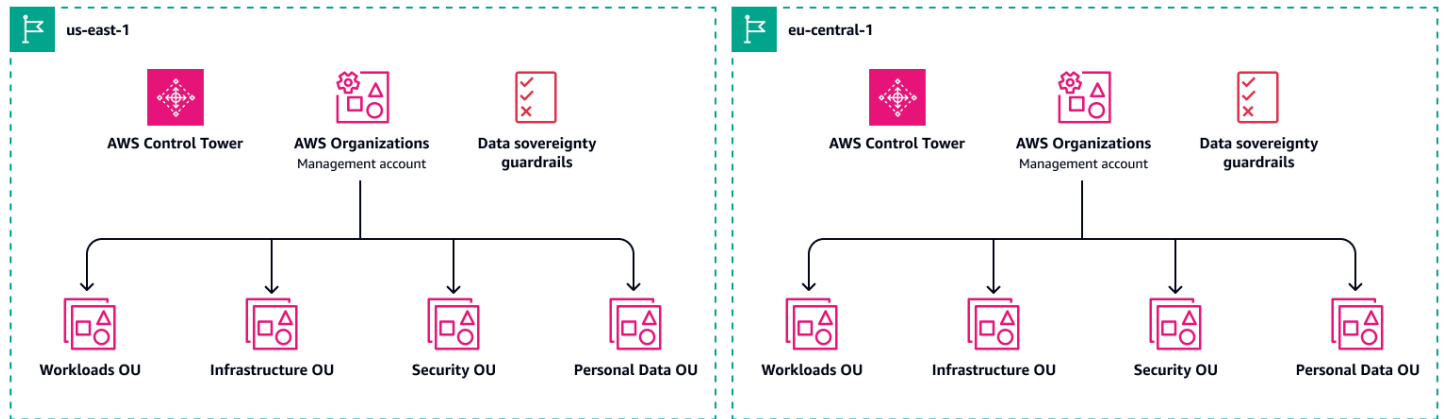 us-east-1
AWS Control Tower
AWS Organizations
Management account
Data sovereignty
guardrails
Workloads OU
Infrastructure OU
Security OU
Personal Data OU
eu-central-1
AWS Control Tower
AWS Organizations
Management account
Data sovereignty
guardrails
Workloads OU
Infrastructure OU
Security OU
Personal Data OU